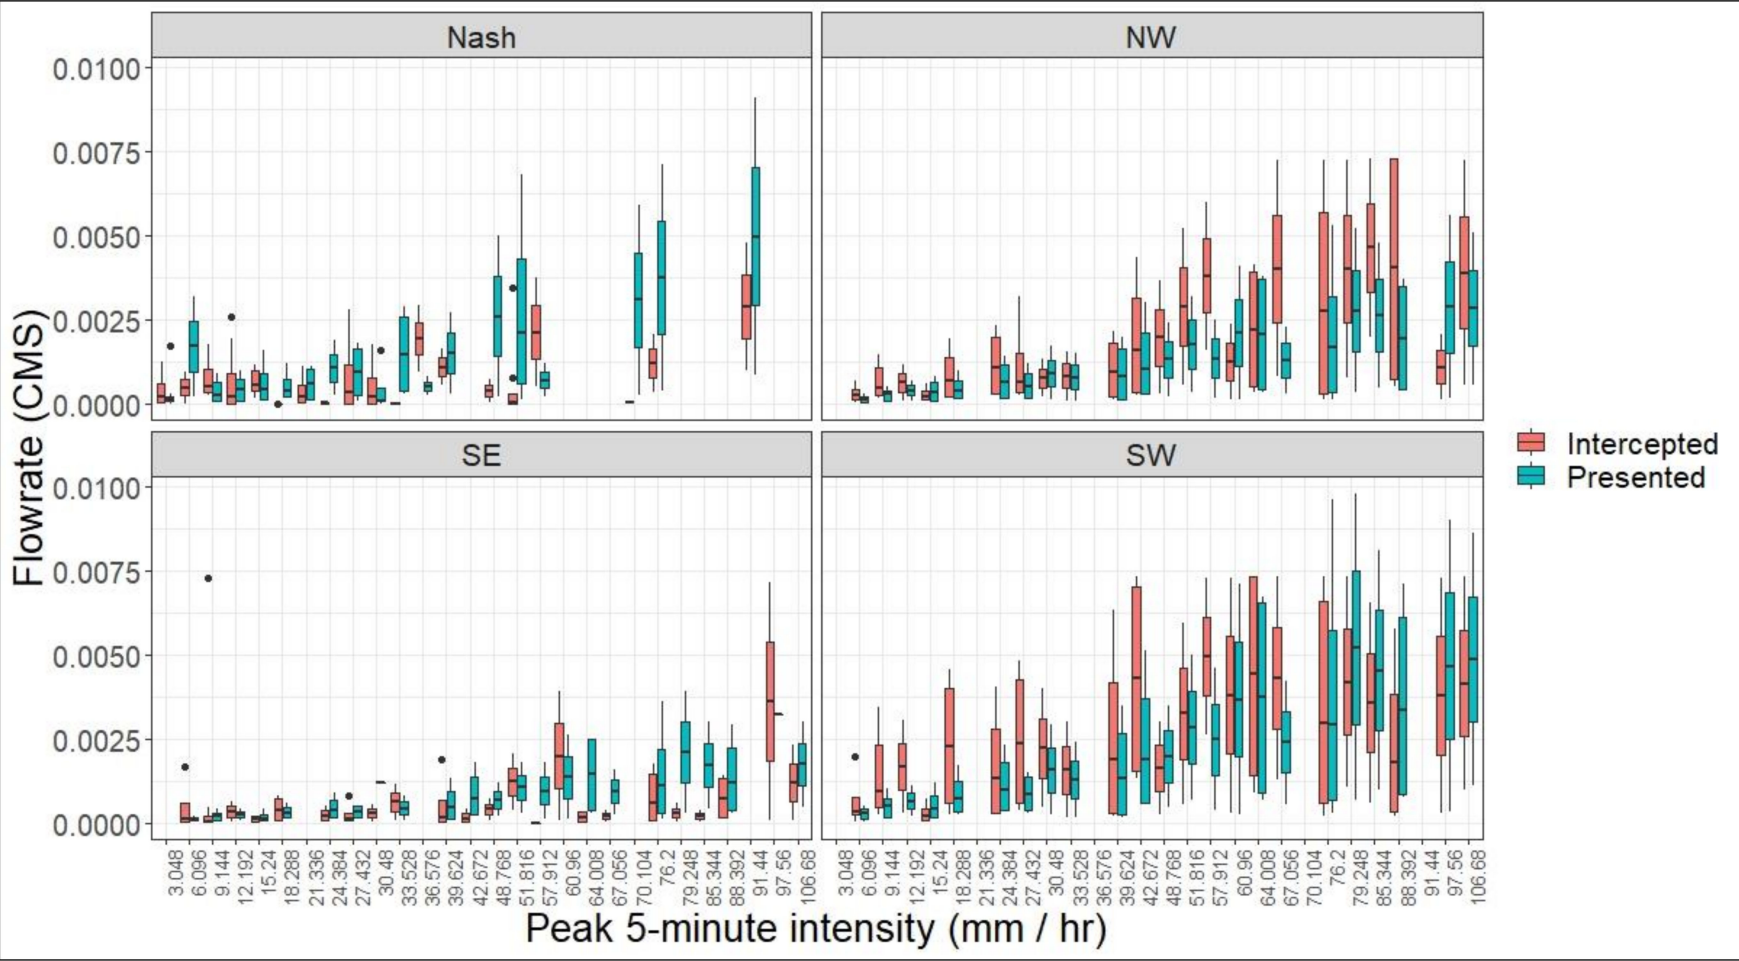 Nash
NW
0.0100
0.0075
0.0050
0.0025
0.0000
SE
SW
0.0100
0.0075
0.0050
0.0025
0.0000
Flowrate (CMS)
Intercepted
Presented
3.048 6.096 9.144 12.192 15.24 18.288 21.336 24.384 27.432 30.48 33.528 36.576 39.624 42.672 48.768 51.816 57.912 60.96 64.008 67.056 70.104 76.2 79.248 85.344 88.392 91.44 97.56 106.68
3.048 6.096 9.144 12.192 15.24 18.288 21.336 24.384 27.432 30.48 33.528 36.576 39.624 42.672 48.768 51.816 57.912 60.96 64.008 67.056 70.104 76.2 79.248 85.344 88.392 91.44 97.56 106.68
Peak 5-minute intensity (mm / hr)